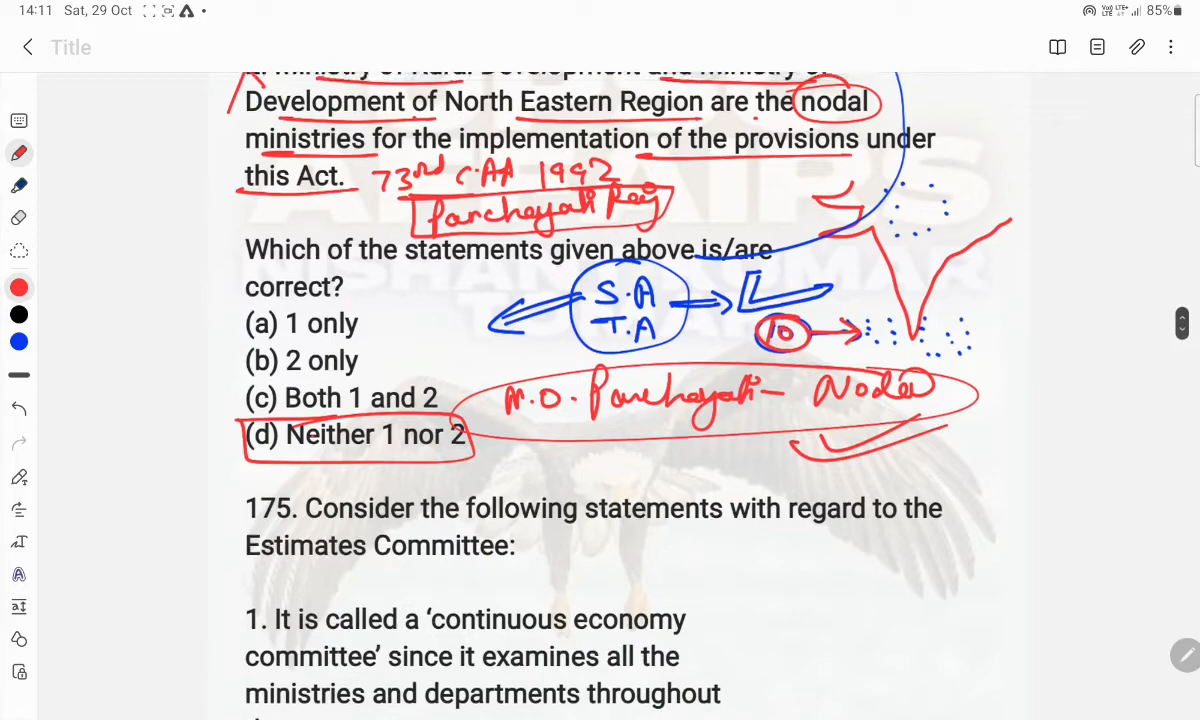 14:11 Sat, 29 Oct
85%
Title
Development of North Eastern Region are the nodal
ministries for the implementation of the provisions under
this Act. 73rd C.AA 1992
Panchayati Raj
Which of the statements given above is/are
correct?
S.A
T.A
10
(a) 1 only
(b) 2 only
(c) Both 1 and 2
M.O. Panchayati - Nodal
(d) Neither 1 nor 2
175. Consider the following statements with regard to the
Estimates Committee:
1. It is called a ‘continuous economy
committee’ since it examines all the
ministries and departments throughout